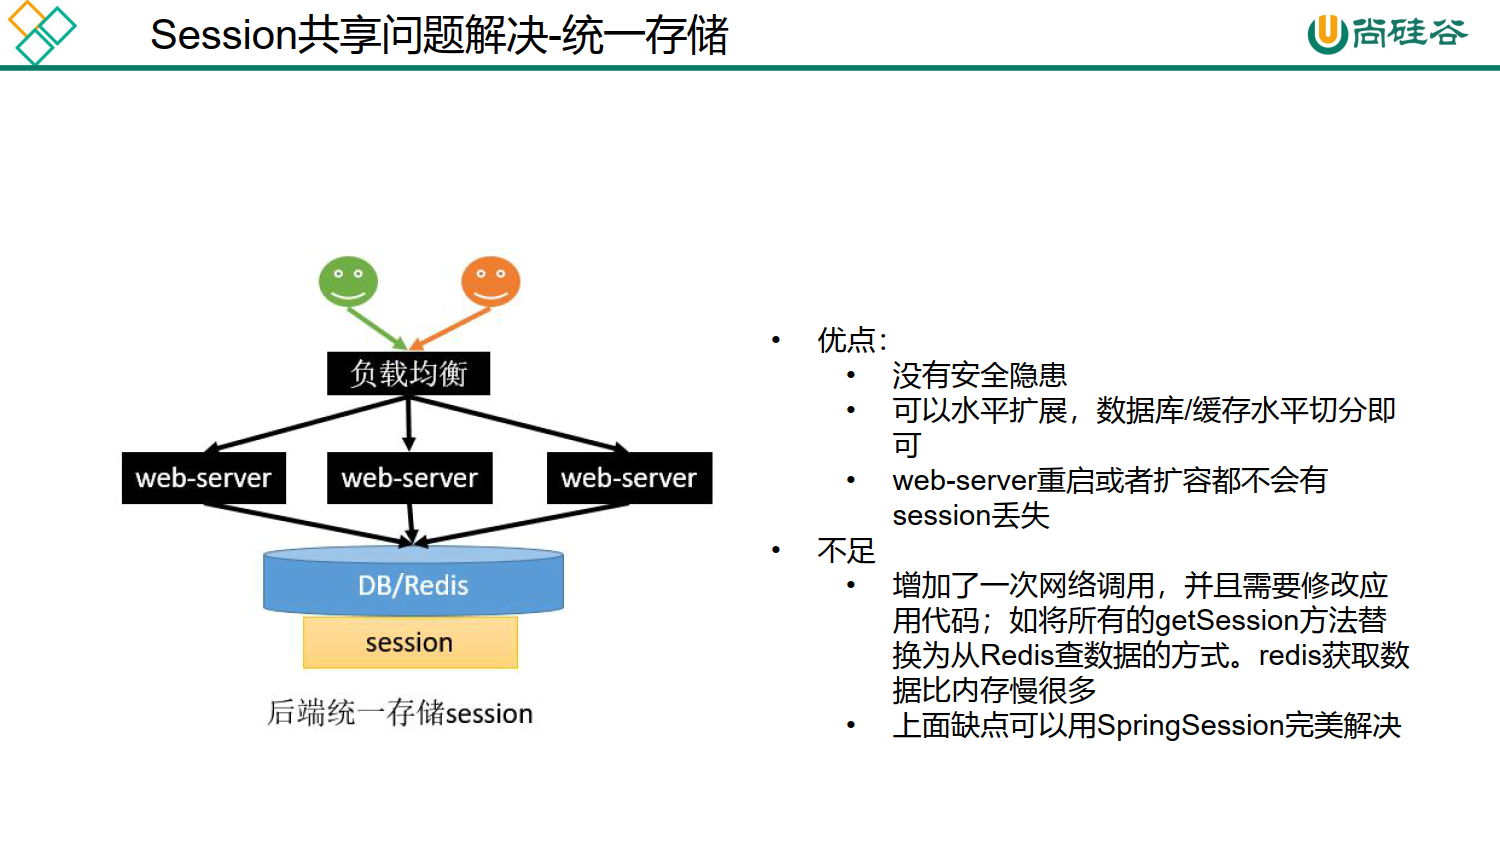 Session共享问题解决-统一存储
尚硅谷
负载均衡
web-server
web-server
web-server
DB/Redis
session
后端统一存储session
• 优点：
• 没有安全隐患
• 可以水平扩展，数据库/缓存水平切分即
可
• web-server重启或者扩容都不会有
session丢失
• 不足
• 增加了一次网络调用，并且需要修改应
用代码；如将所有的getSession方法替
换为从Redis查数据的方式。redis获取数
据比内存慢很多
• 上面缺点可以用SpringSession完美解决